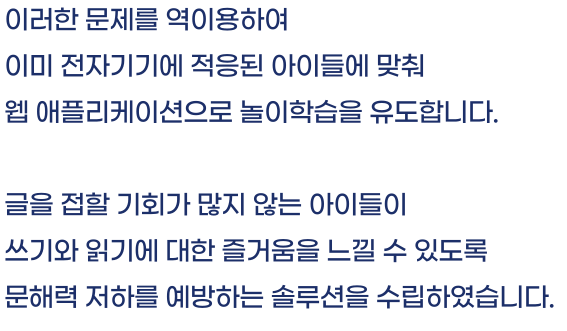 이러한 문제를 역이용하여
이미 전자기기에 적응된 아이들에 맞춰
웹 애플리케이션으로 놀이학습을 유도합니다.
글을 접할 기회가 많지 않는 아이들이
쓰기와 읽기에 대한 즐거움을 느낄 수 있도록
문해력 저하를 예방하는 솔루션을 수립하였습니다.